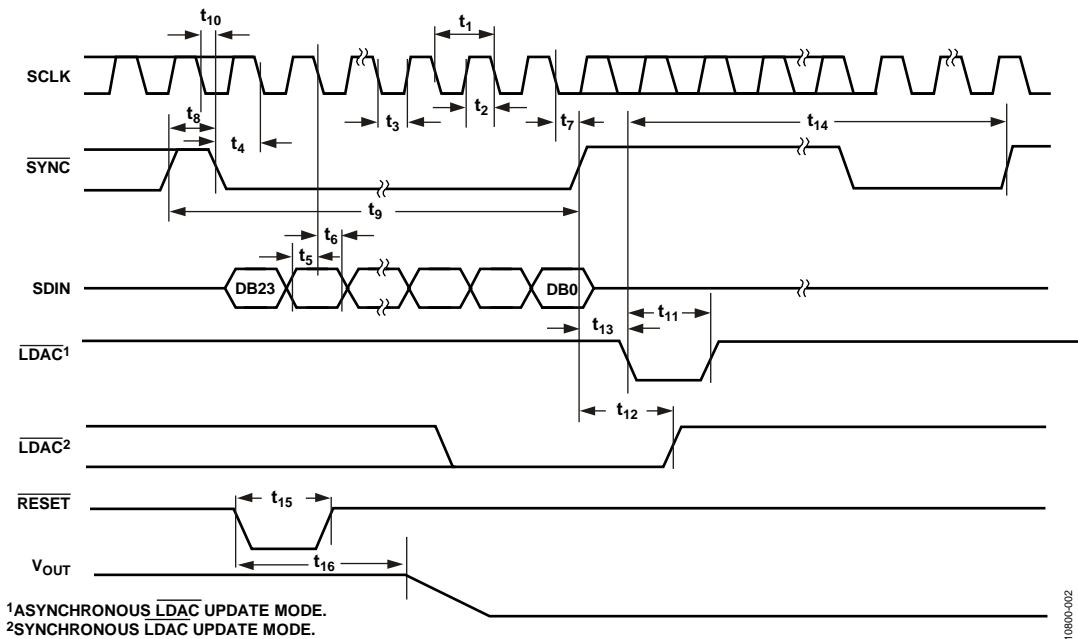 t10
t1
SCLK
t2
t3
t7
t8
t4
t14
SYNC
t9
t6
t5
SDIN
DB23
DB0
t13
t11
LDAC1
t12
LDAC2
RESET
t15
t16
VOUT
1ASYNCHRONOUS LDAC UPDATE MODE.
2SYNCHRONOUS LDAC UPDATE MODE.
10800-002